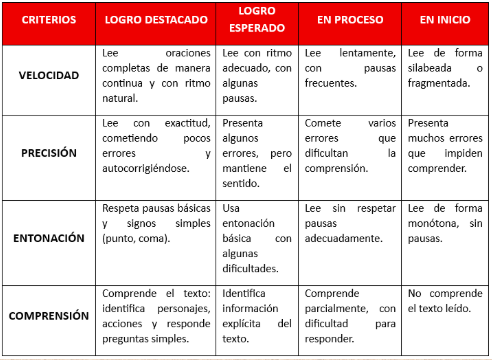 CRITERIOS
LOGRO DESTACADO
LOGRO
ESPERADO
EN PROCESO
EN INICIO
VELOCIDAD
Lee oraciones
completas de manera
continua y con ritmo
natural.
Lee con ritmo
adecuado, con
algunas
pausas.
Lee lentamente,
con pausas
frecuentes.
Lee de forma
silabeada o
fragmentada.
PRECISIÓN
Lee con exactitud,
cometiendo pocos
errores y
autocorrigiéndose.
Presenta
algunos
errores, pero
mantiene el
sentido.
Comete varios
errores que
dificultan la
comprensión.
Presenta
muchos errores
que impiden
comprender.
ENTONACIÓN
Respeta pausas básicas
y signos simples
(punto, coma).
Usa
entonación
básica con
algunas
dificultades.
Lee sin respetar
pausas
adecuadamente.
Lee de forma
monótona, sin
pausas.
COMPRENSIÓN
Comprende el texto:
identifica personajes,
acciones y responde
preguntas simples.
Identifica
información
explícita del
texto.
Comprende
parcialmente, con
dificultad para
responder.
No comprende
el texto leído.